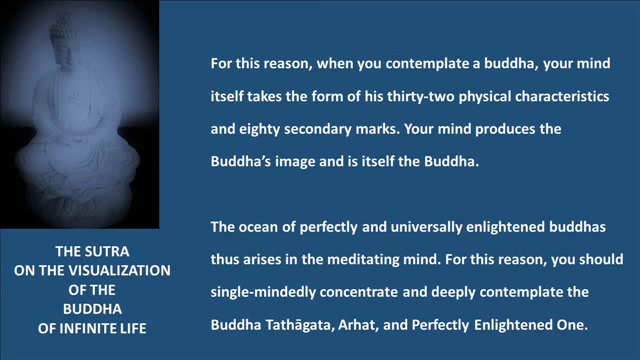 For this reason, when you contemplate a buddha, your mind
itself takes the form of his thirty-two physical characteristics
and eighty secondary marks. Your mind produces the
Buddha's image and is itself the Buddha.
The ocean of perfectly and universally enlightened buddhas
thus arises in the meditating mind. For this reason, you should
single-mindedly concentrate and deeply contemplate the
Buddha Tathāgata, Arhat, and Perfectly Enlightened One.
THE SUTRA
ON THE VISUALIZATION
OF THE
BUDDHA
OF INFINITE LIFE